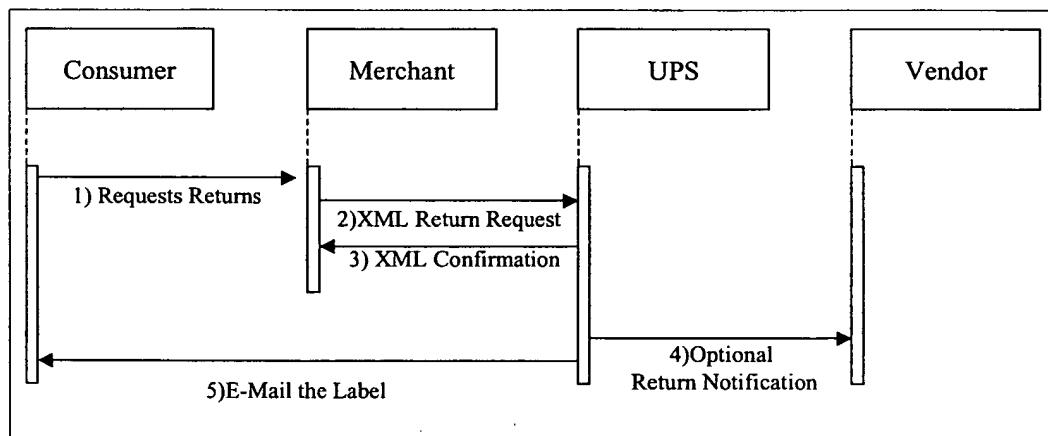 Consumer
Merchant
UPS
Vendor
1) Requests Returns
2)XML Return Request
3) XML Confirmation
4)Optional
Return Notification
5)E-Mail the Label